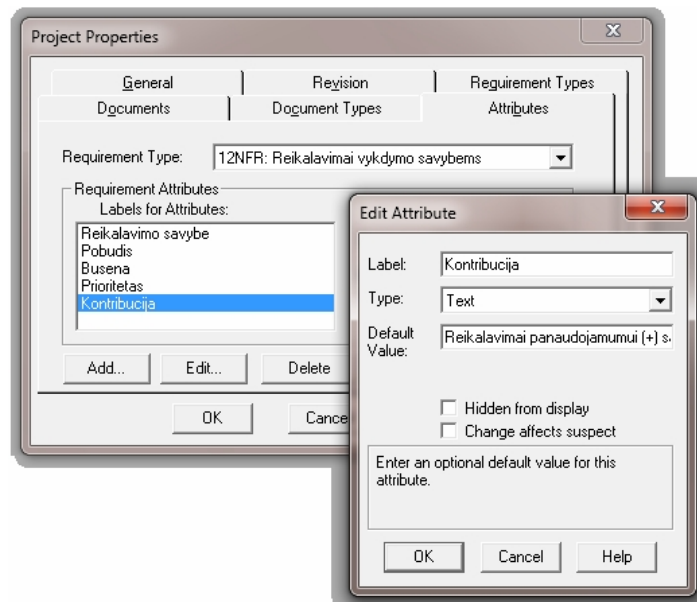 Project Properties
General
Revision
Requirement Types
Documents
Document Types
Attributes
Requirement Type:
12NFR: Reikalavimai vykdymo savybems
Requirement Attributes
Labels for Attributes:
Reikalavimo savybe
Pobudis
Busena
Prioritetas
Kontribucija
Add...
Edit...
Delete
OK
Edit Attribute
Label:
Kontribucija
Type:
Text
Default
Value:
Reikalavimai panaudojamumui (+)
Hidden from display
Change affects suspect
Enter an optional default value for this
attribute.
OK
Cancel
Help